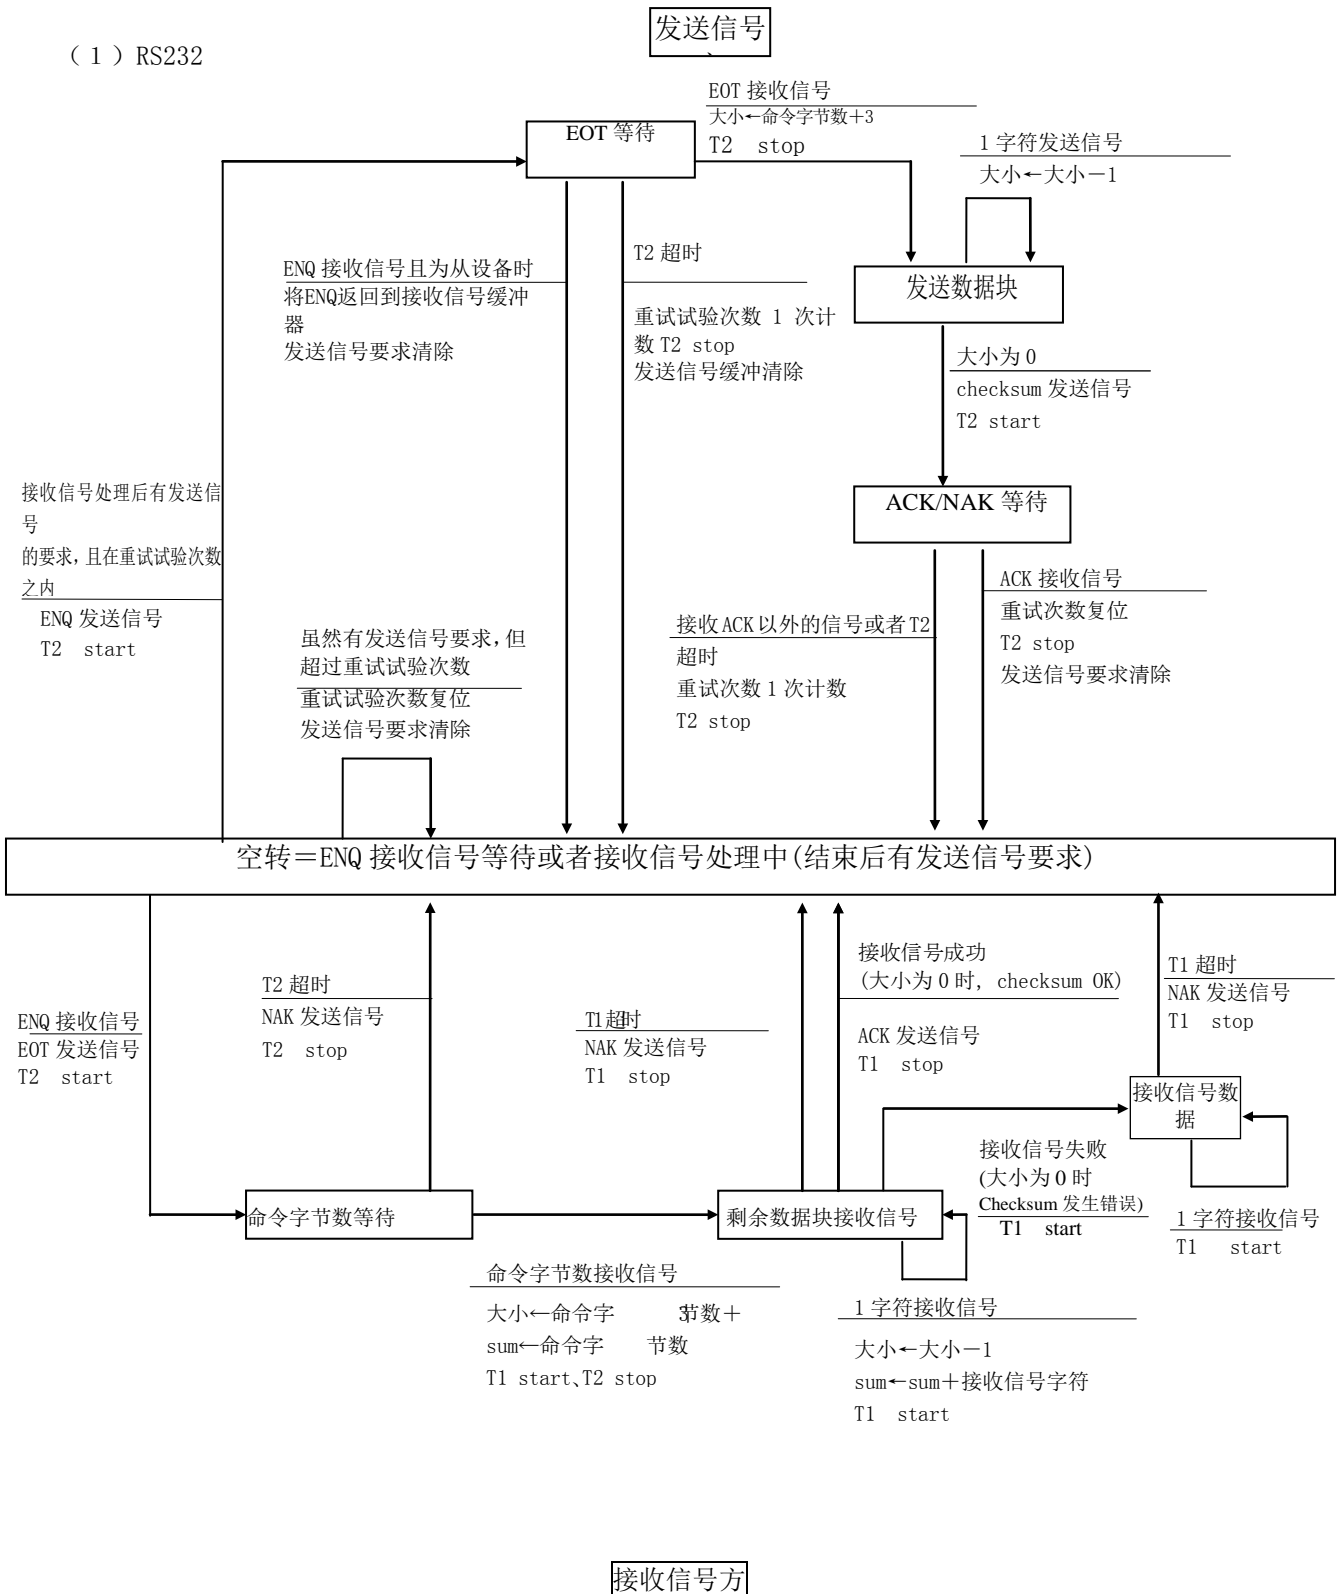 发送信号
（1）RS232
EOT 接收信号
大小←命令字节数＋3
T2 stop
EOT 等待
1 字符发送信号
大小←大小－1
ENQ 接收信号且为从设备时
将ENQ返回到接收信号缓冲
器
发送信号要求清除
T2 超时
重试试验次数 1 次计
数 T2 stop
发送信号缓冲清除
发送数据块
大小为 0
checksum 发送信号
T2 start
接收信号处理后有发送信
号
的要求，且在重试试验次数
之内
ENQ 发送信号
T2 start
ACK/NAK 等待
虽然有发送信号要求，但
超过重试试验次数
重试试验次数复位
发送信号要求清除
接收 ACK 以外的信号或者 T2
超时
重试次数 1 次计数
T2 stop
ACK 接收信号
重试次数复位
T2 stop
发送信号要求清除
空转＝ENQ 接收信号等待或者接收信号处理中(结束后有发送信号要求)
ENQ 接收信号
EOT 发送信号
T2 start
T2 超时
NAK 发送信号
T2 stop
T1超时
NAK 发送信号
T1 stop
接收信号成功
(大小为 0 时, checksum OK)
ACK 发送信号
T1 stop
T1 超时
NAK 发送信号
T1 stop
接收信号数
据
接收信号失败
(大小为 0 时
Checksum 发生错误)
T1 start
命令字节数等待
剩余数据块接收信号
1 字符接收信号
T1 start
命令字节数接收信号
大小←命令字 3节数＋
sum←命令字 节数
T1 start、T2 stop
1 字符接收信号
大小←大小－1
sum←sum＋接收信号字符
T1 start
接收信号方